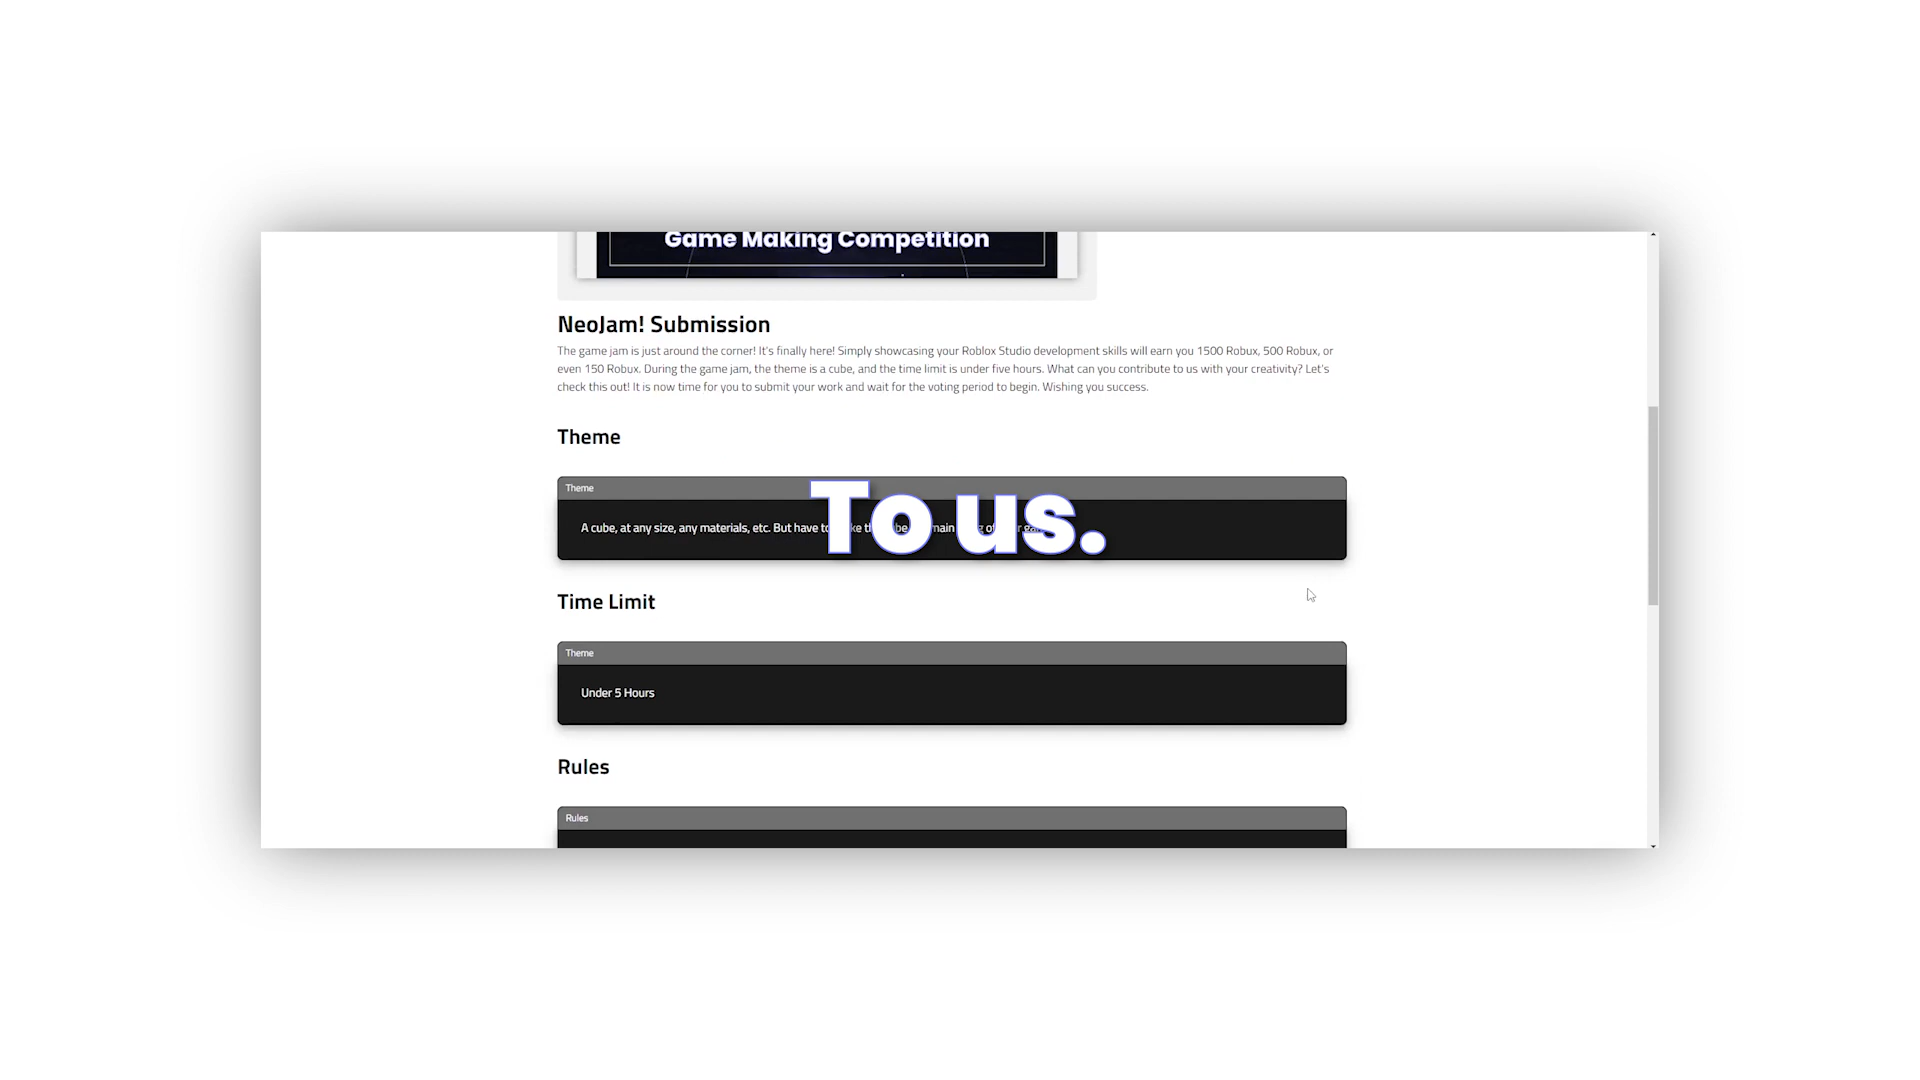 Game Making Competition
NeoJam! Submission
The game jam is just around the corner! It's finally here! Simply showcasing your Roblox Studio development skills will earn you 1500 Robux, 500 Robux, or
even 150 Robux. During the game jam, the theme is a cube, and the time limit is under five hours. What can you contribute to us with your creativity? Let's
check this out! It is now time for you to submit your work and wait for the voting period to begin. Wishing you success.
Theme
Theme
A cube, at any size, any materials, etc. But have to
To us.
Time Limit
Theme
Under 5 Hours
Rules
Rules